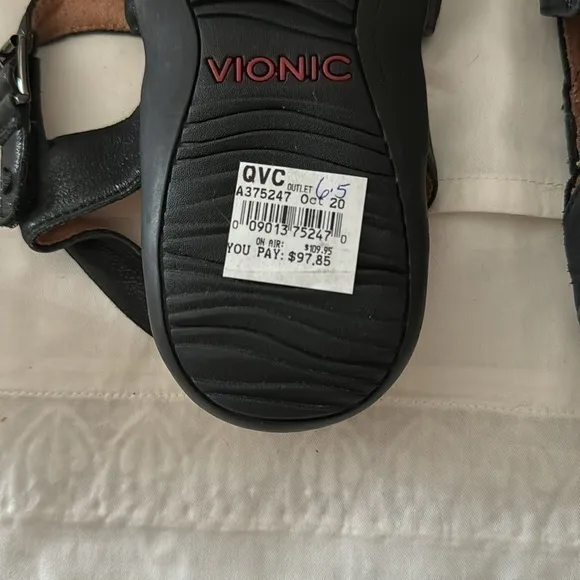 VIONIC
QVC OUTLET 6.5
A375247 Oct 20
0 09013 75247 0
ON AIR: $109.95
YOU PAY: $97.85